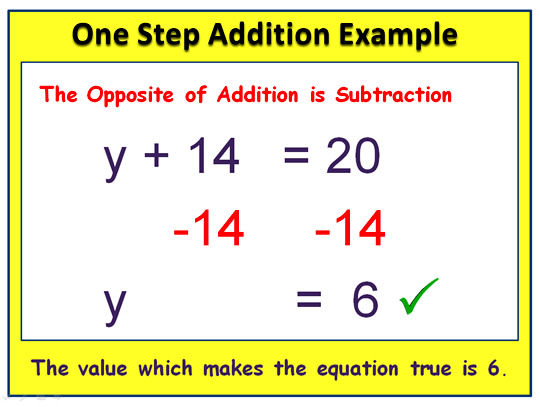 One Step Addition Example
The Opposite of Addition is Subtraction
y + 14 = 20
-14 -14
y = 6 ✓
The value which makes the equation true is 6.